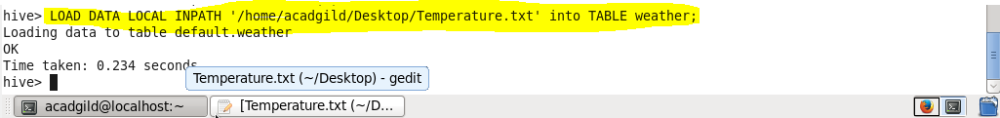 hive> LOAD DATA LOCAL INPATH '/home/acadgild/Desktop/Temperature.txt' into TABLE weather;
Loading data to table default.weather
OK
Time taken: 0.234 seconds
hive>
Temperature.txt (~/Desktop) - gedit
acadgild@localhost:~
[Temperature.txt (~/D...